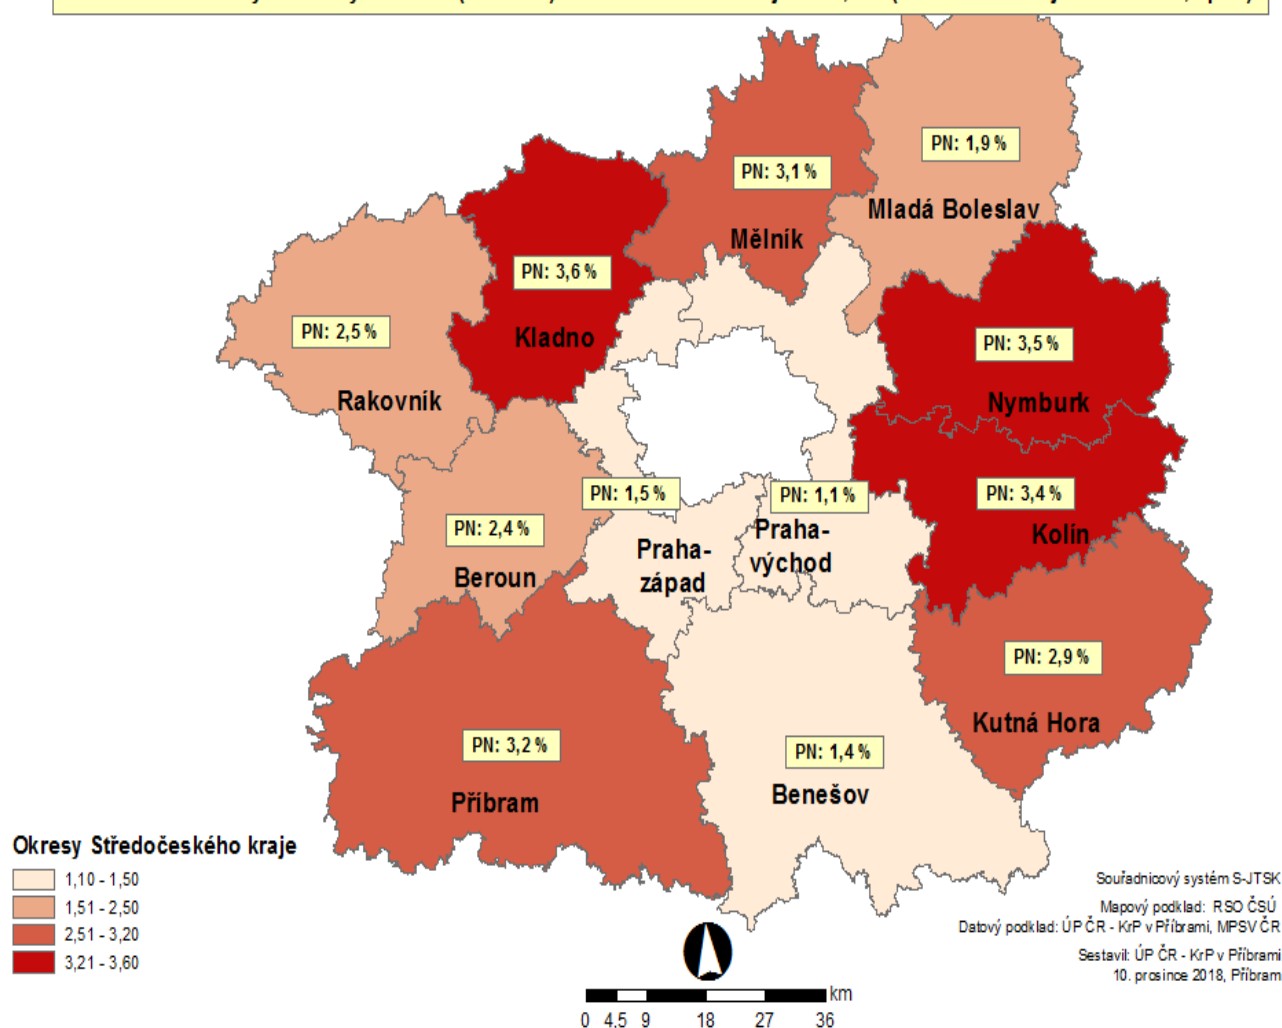 PN: 1,9 %
Mladá Boleslav
PN: 3,1 %
Mělník
PN: 3,6 %
Kladno
PN: 2,5 %
Rakovník
PN: 3,5 %
Nymburk
PN: 3,4 %
Kolín
PN: 1,5 %
Praha-
západ
PN: 1,1 %
Praha-
východ
PN: 2,4 %
Beroun
PN: 2,9 %
Kutná Hora
PN: 3,2 %
Příbram
PN: 1,4 %
Benešov
Okresy Středočeského kraje
1,10 - 1,50
1,51 - 2,50
2,51 - 3,20
3,21 - 3,60
Souřadnicový systém S-JTSK
Mapový podklad: RSO ČSÚ
Datový podklad: ÚP ČR - KrP v Příbrami, MPSV ČR
Sestavil: ÚP ČR - KrP v Příbrami
10. prosince 2018, Příbram
km
0 4.5 9 18 27 36